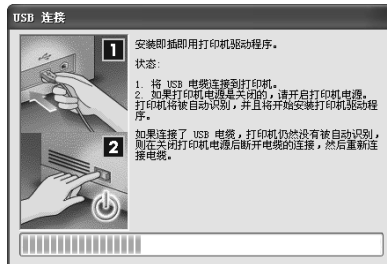 USB 连接
1
安装即插即用打印机驱动程序。
状态:
1. 将 USB 电缆连接到打印机。
2. 如果打印机电源是关闭的,请开启打印机电源。
打印机将被自动识别,并且将开始安装打印机驱动程
序。
如果连接了 USB 电缆,打印机仍然没有被自动识别,
则在关闭打印机电源后断开电缆的连接,然后重新连
接电缆。
2